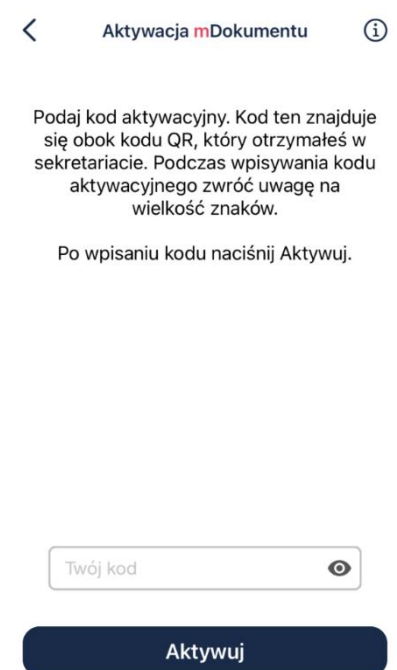 Aktywacja mDokumentu
Podaj kod aktywacyjny. Kod ten znajduje
się obok kodu QR, który otrzymałeś w
sekretariacie. Podczas wpisywania kodu
aktywacyjnego zwróć uwagę na
wielkość znaków.
Po wpisaniu kodu naciśnij Aktywuj.
Twój kod
Aktywuj